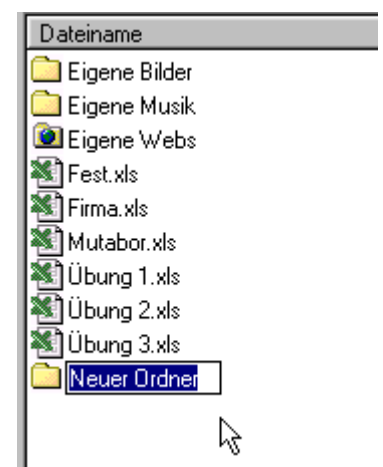 Dateiname
Eigene Bilder
Eigene Musik
Eigene Webs
Fest.xls
Firma.xls
Mutabor.xls
Übung 1.xls
Übung 2.xls
Übung 3.xls
Neuer Ordner